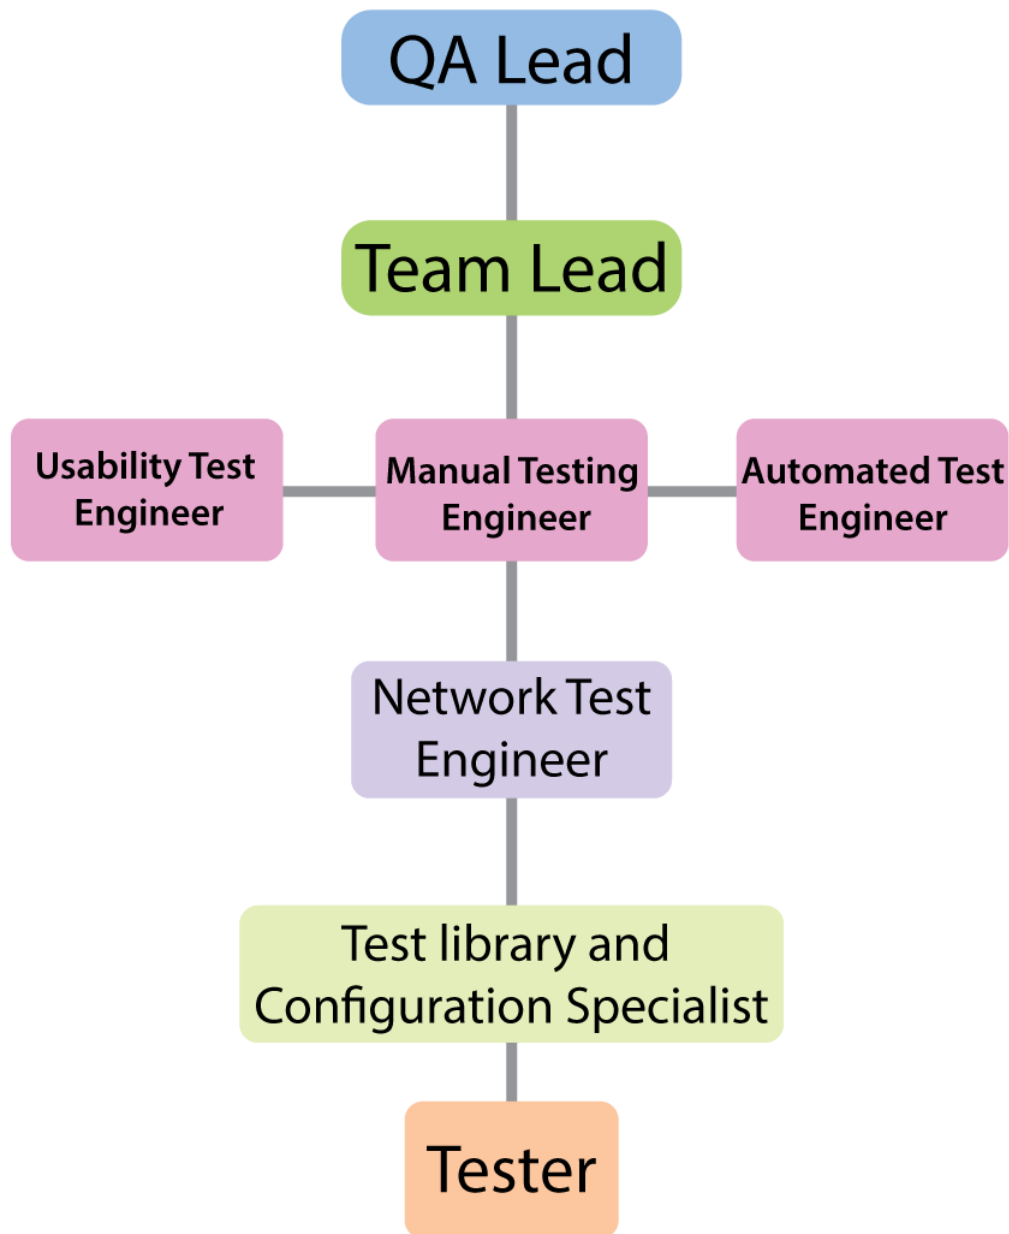 QA Lead
Team Lead
Usability Test
Engineer
Manual Testing
Engineer
Automated Test
Engineer
Network Test
Engineer
Test library and
Configuration Specialist
Tester